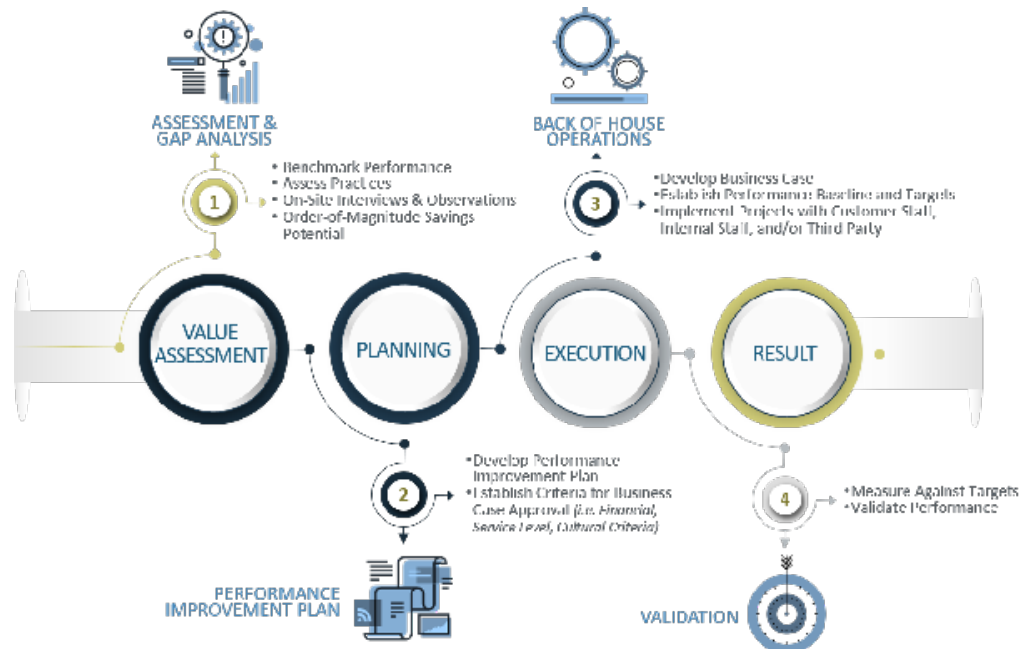 ASSESSMENT &
GAP ANALYSIS
1
• Benchmark Performance
• Assess Practices
• On-Site Interviews & Observations
• Order-of-Magnitude Savings
Potential
BACK OF HOUSE
OPERATIONS
3
•Develop Business Case
•Establish Performance Baseline and Targets
•Implement Projects with Customer Staff,
Internal Staff, and/or Third Party
VALUE
ASSESSMENT
PLANNING
EXECUTION
RESULT
2
•Develop Performance
Improvement Plan
•Establish Criteria for Business
Case Approval (i.e. Financial,
Service Level, Cultural Criteria)
PERFORMANCE
IMPROVEMENT PLAN
4
•Measure Against Targets
•Validate Performance
VALIDATION